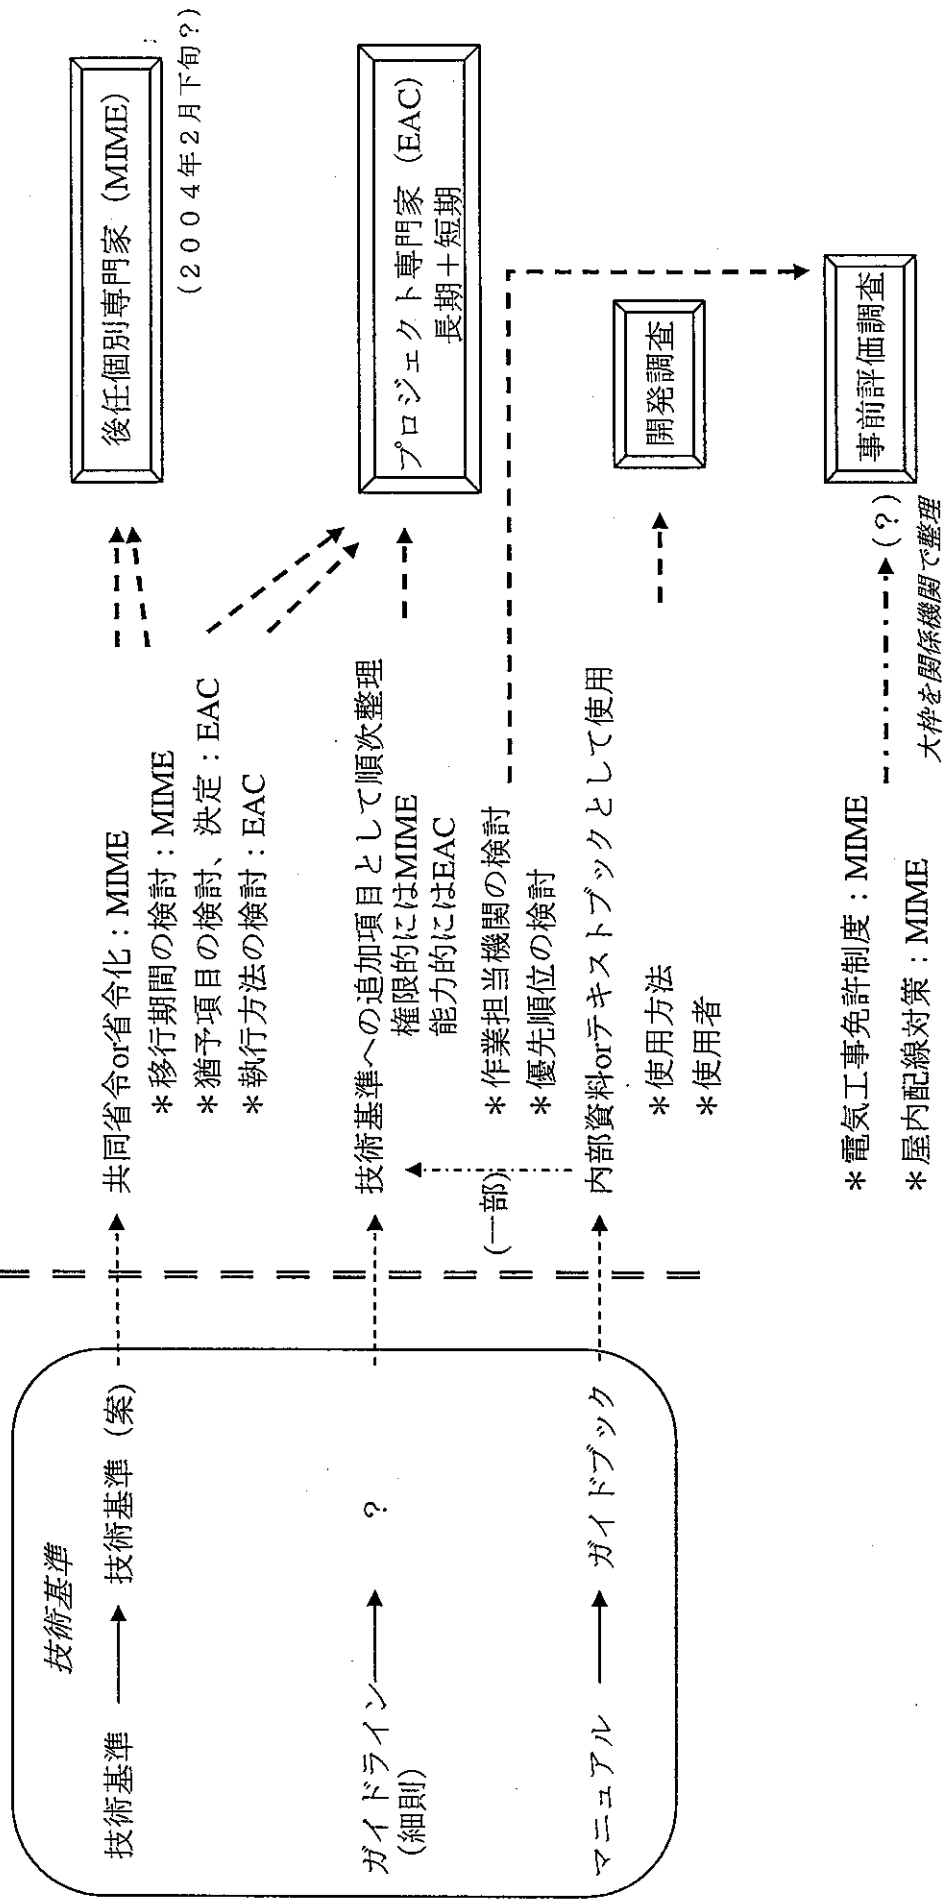 技術基準
技術基準
技術基準（案）
共同省令or省令化：MIME
＊移行期間の検討：MIME
＊猶予項目の検討、決定：EAC
＊執行方法の検討：EAC
後任個別専門家（MIME）
（２００４年２月下旬？）
ガイドライン
(細則)
？
技術基準への追加項目として順次整理
権限的にはMIME
能力的にはEAC
＊作業担当機関の検討
＊優先順位の検討
プロジェクト専門家（EAC）
長期＋短期
(一部)
マニュアル
ガイドブック
内部資料orテキストブックとして使用
＊使用方法
＊使用者
開発調査
＊電気工事免許制度：MIME
＊屋内配線対策：MIME
(？)
大枠を関係機関で整理
事前評価調査